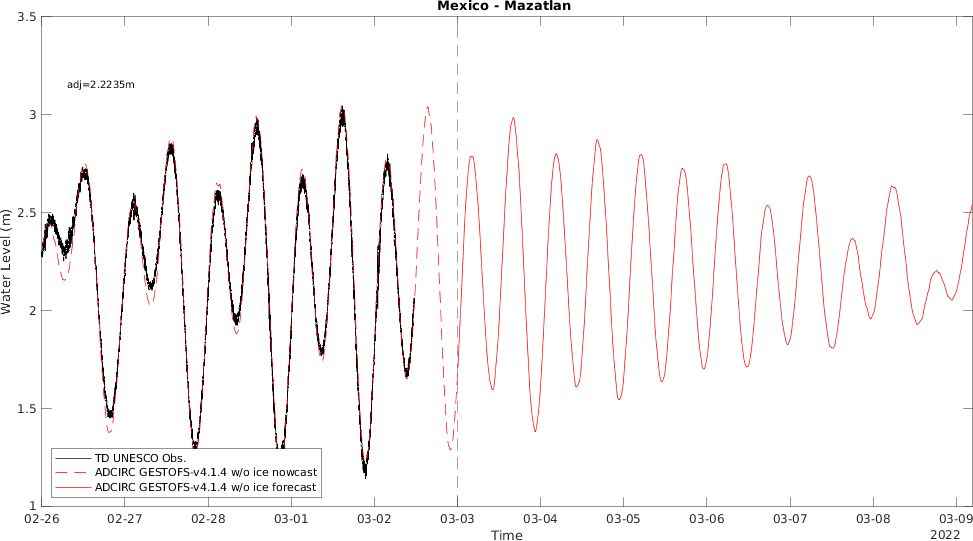 Mexico - Mazatlan
3.5
adj=2.2235m
3
2.5
Water Level (m)
2
1.5
TD UNESCO Obs.
ADCIRC GESTOFS-v4.1.4 w/o ice nowcast
ADCIRC GESTOFS-v4.1.4 w/o ice forecast
1
02-26 02-27 02-28 03-01 03-02 03-03 03-04 03-05 03-06 03-07 03-08 03-09
Time
2022